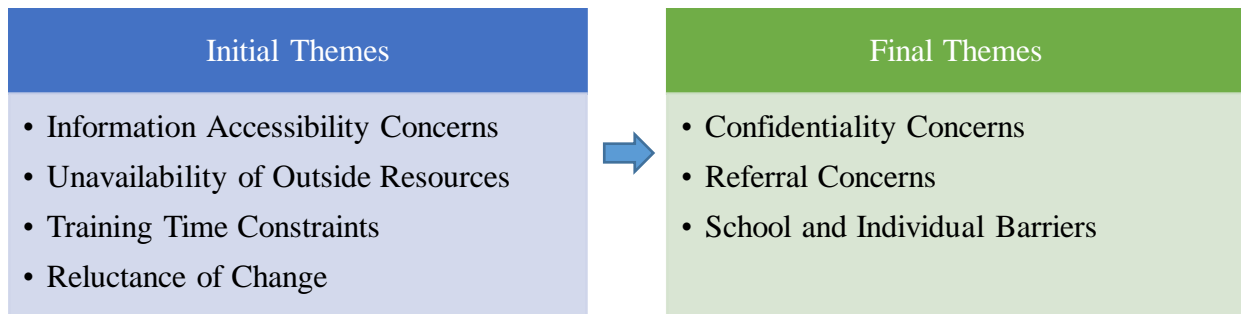 Initial Themes
• Information Accessibility Concerns
• Unavailability of Outside Resources
• Training Time Constraints
• Reluctance of Change
Final Themes
• Confidentiality Concerns
• Referral Concerns
• School and Individual Barriers